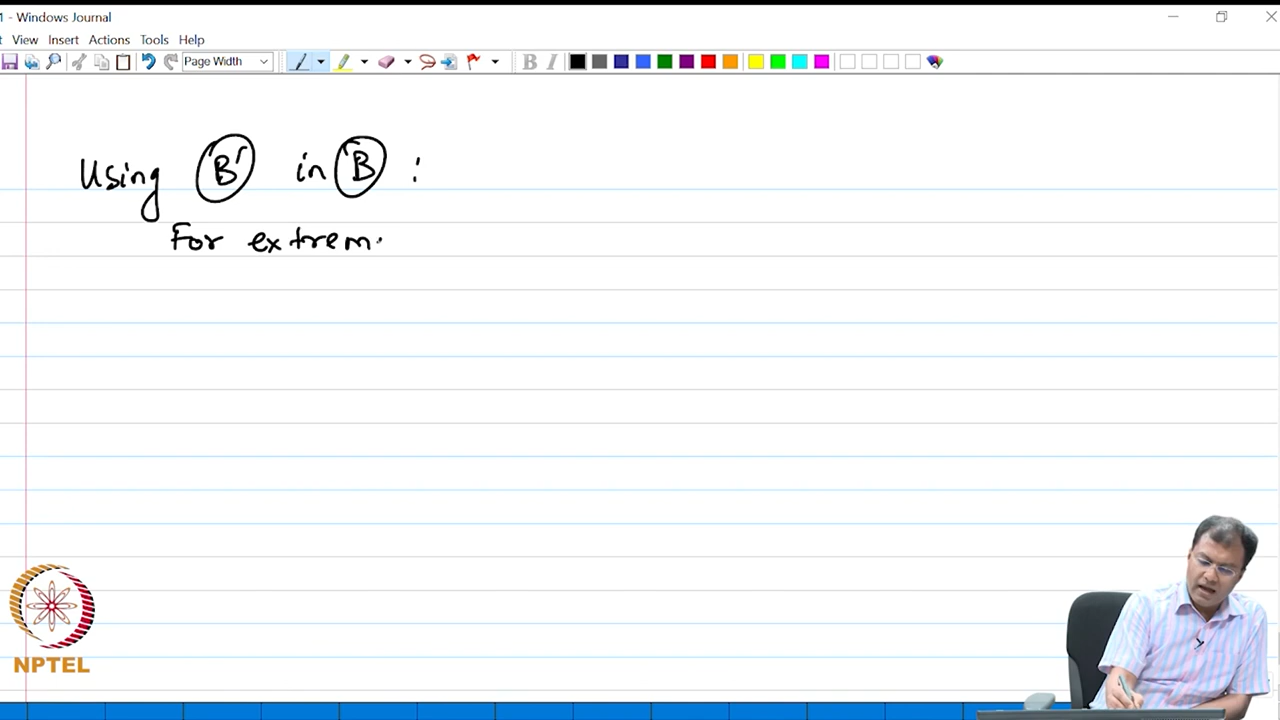 1 - Windows Journal
t View Insert Actions Tools Help
Page Width
B I
Using B' in B :
For extrem
NPTEL